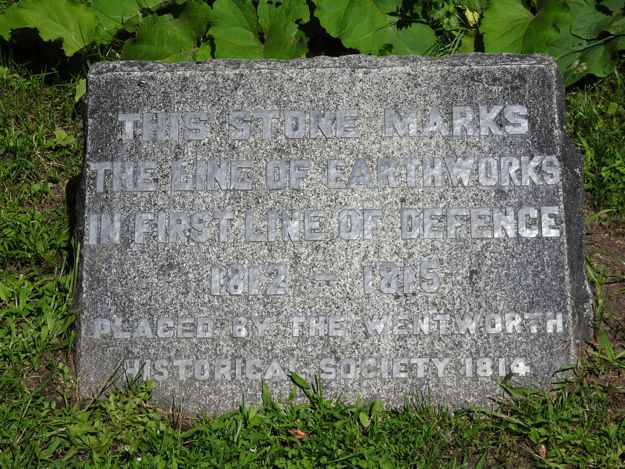 THIS STONE MARKS
THE LINE OF EARTHWORKS
IN FIRST LINE OF DEFENCE
1812 - 1815
PLACED BY THE WENTWORTH
HISTORICAL SOCIETY 1814.